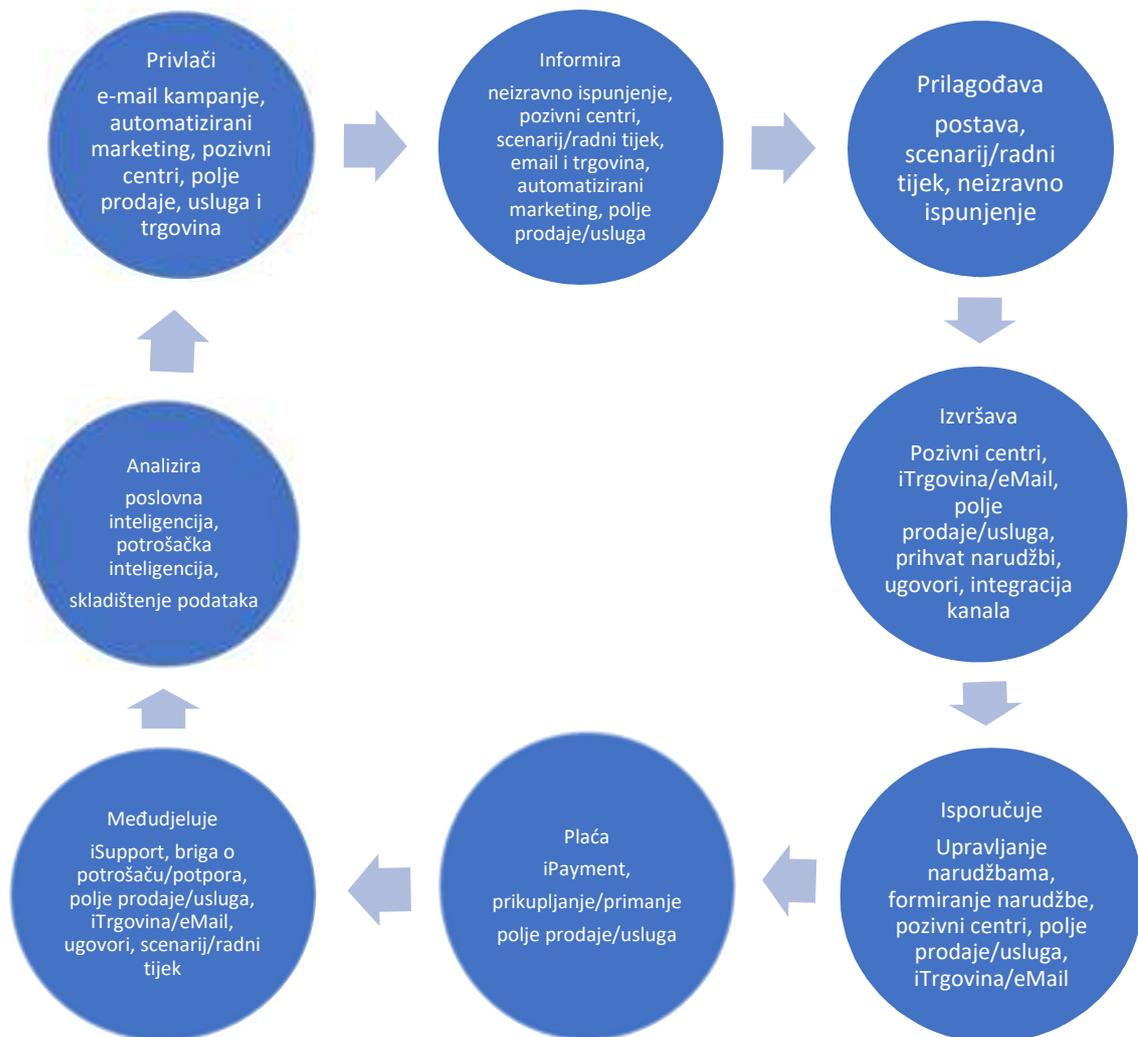 Privlači
e-mail kampanje,
automatizirani
marketing, pozivni
centri, polje
prodaje, usluga i
trgovina
Informira
neizravno ispunjenje,
pozivni centri,
scenarij/radni tijek,
email i trgovina,
automatizirani
marketing, polje
prodaje/usluga
Prilagođava
postava,
scenarij/radni
tijek, neizravno
ispunjenje
Izvršava
Pozivni centri,
iTrgovina/eMail,
polje
prodaje/usluga,
prihvat narudžbi,
ugovori, integracija
kanala
Isporučuje
Upravljanje
narudžbama,
formiranje narudžbe,
pozivni centri, polje
prodaje/usluga,
iTrgovina/eMail
Plaća
iPayment,
prikupljanje/primanje
polje prodaje/usluga
Međudjeluje
iSupport, briga o
potrošaču/potpora,
polje prodaje/usluga,
iTrgovina/eMail,
ugovori, scenarij/radni
tijek
Analizira
poslovna
inteligencija,
potrošačka
inteligencija,
skladištenje podataka